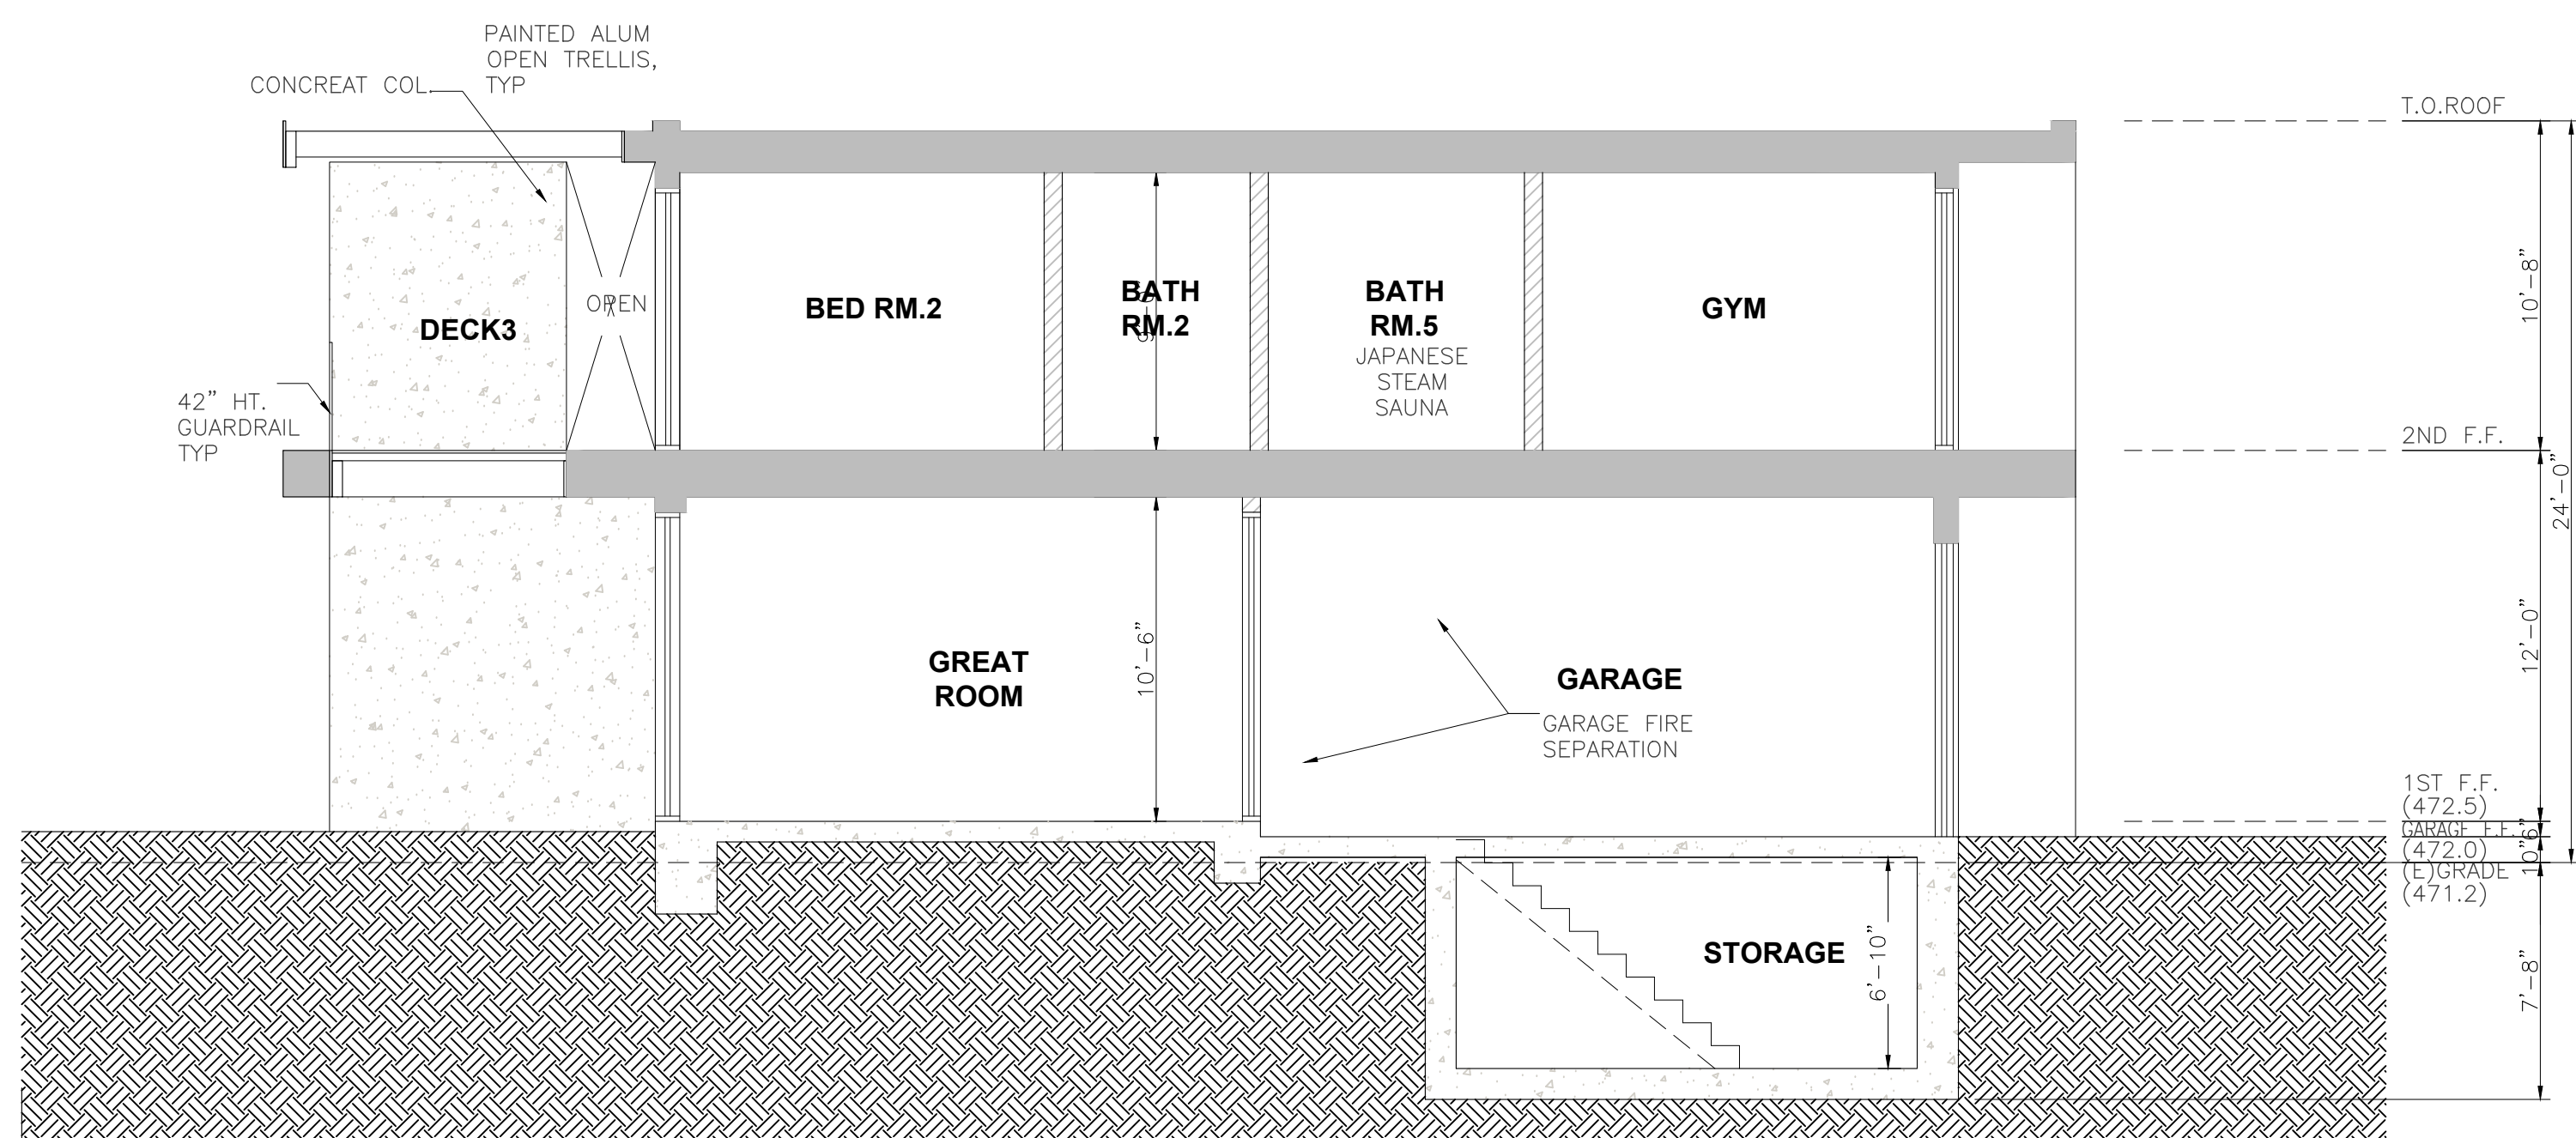 PAINTED ALUM
OPEN TRELLIS,
TYP
CONCREAT COL.
T.O.ROOF
10'-8"
OPEN
DECK3
BED RM.2
BATH
RM.2
BATH
RM.5
JAPANESE
STEAM
SAUNA
GYM
42" HT.
GUARDRAIL
TYP
2ND F.F.
24'-0"
12'-0"
10'-6"
GREAT
ROOM
GARAGE
GARAGE FIRE
SEPARATION
1ST F.F.
(472.5)
GARAGE F.F.
6"
(472.0)
10"
(E)GRADE
(471.2)
STORAGE
6'-10"
7'-8"